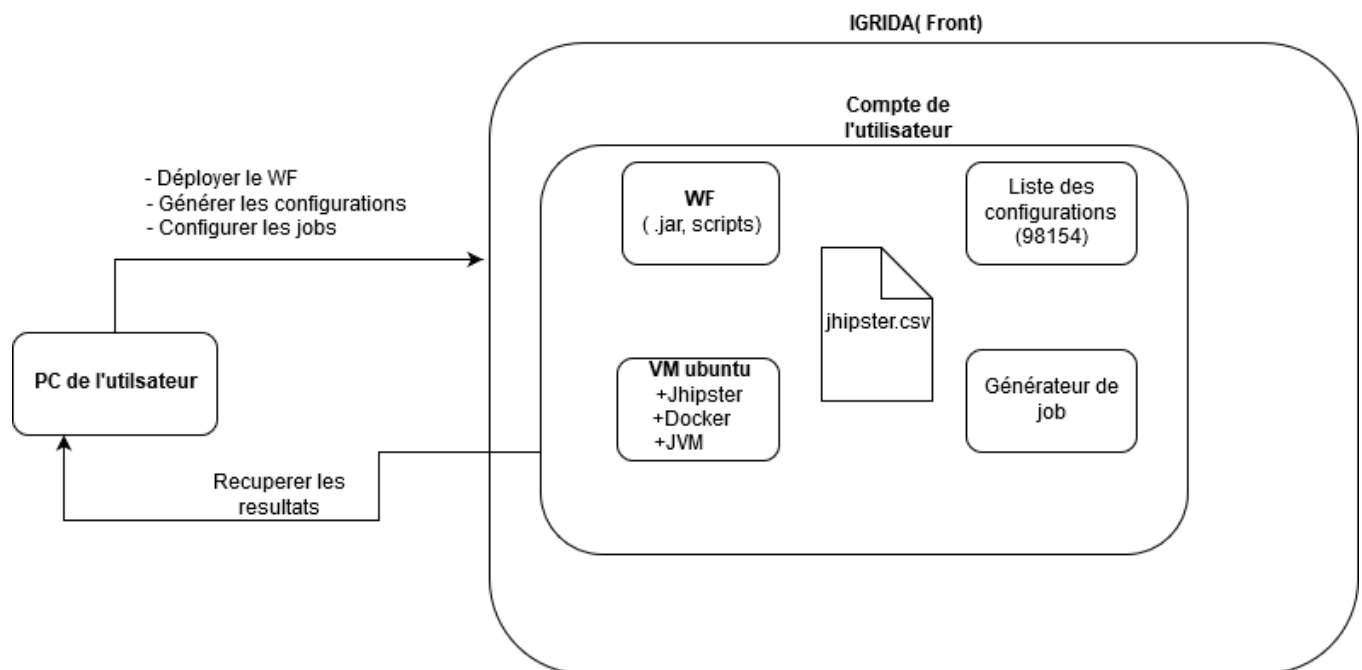 IGRIDA( Front)
Compte de
l'utilisateur
- Déployer le WF
- Générer les configurations
- Configurer les jobs
WF
( .jar, scripts)
Liste des
configurations
(98154)
jhipster.csv
PC de l'utilsateur
VM ubuntu
+Jhipster
+Docker
+JVM
Générateur de
job
Recuperer les
resultats